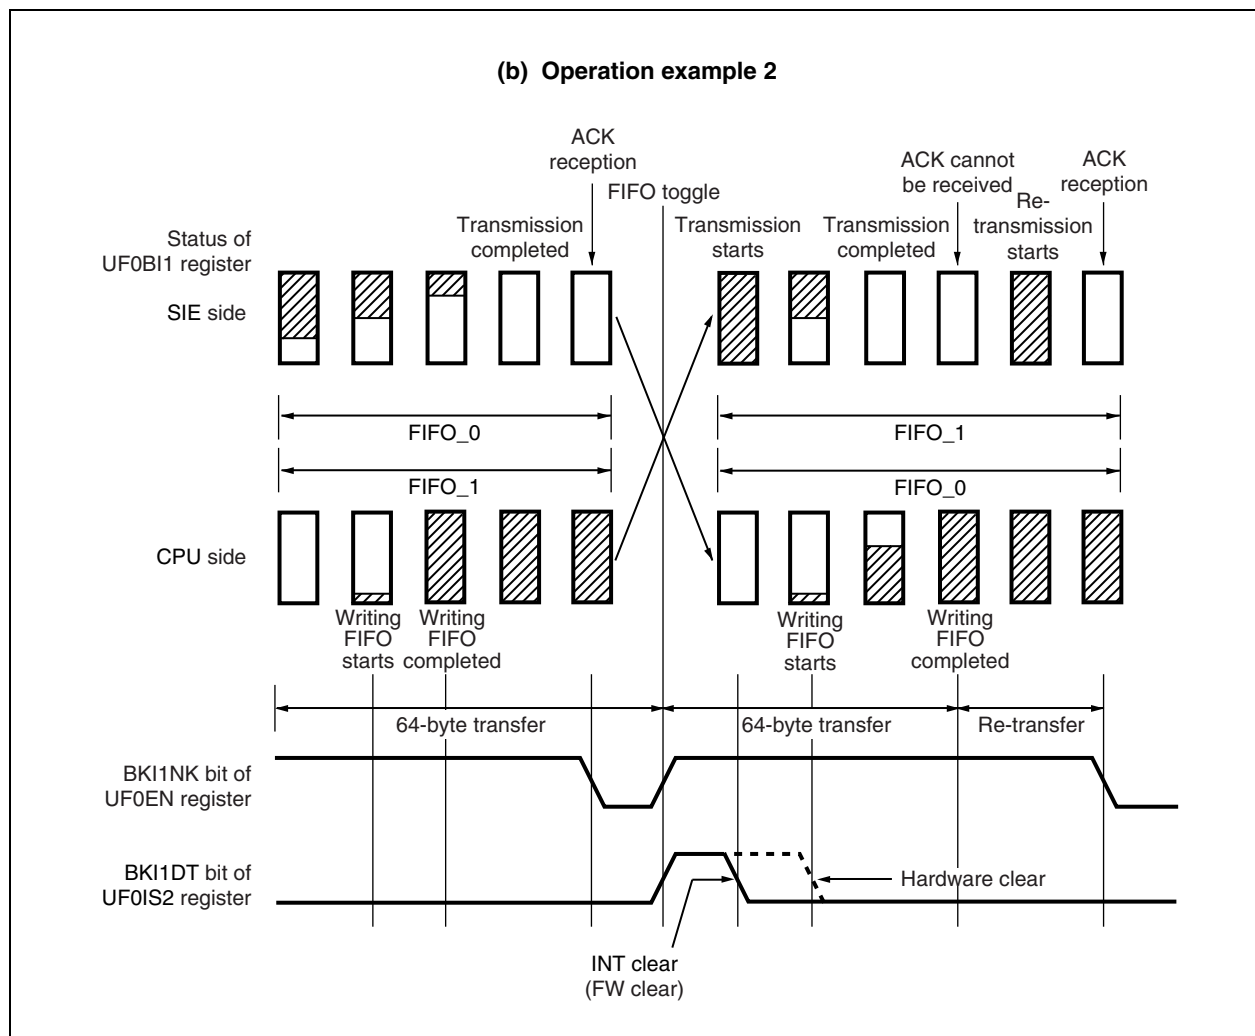 (b) Operation example 2
ACK
reception
FIFO toggle
ACK cannot
be received
ACK
reception
Status of
UF0BI1 register
Transmission
completed
Transmission
starts
Transmission
completed
Re-
transmission
starts
SIE side
FIFO_0
FIFO_1
FIFO_1
FIFO_0
CPU side
Writing
FIFO
starts
Writing
FIFO
completed
Writing
FIFO
starts
Writing
FIFO
completed
64-byte transfer
64-byte transfer
Re-transfer
BKI1NK bit of
UF0EN register
BKI1DT bit of
UF0IS2 register
Hardware clear
INT clear
(FW clear)